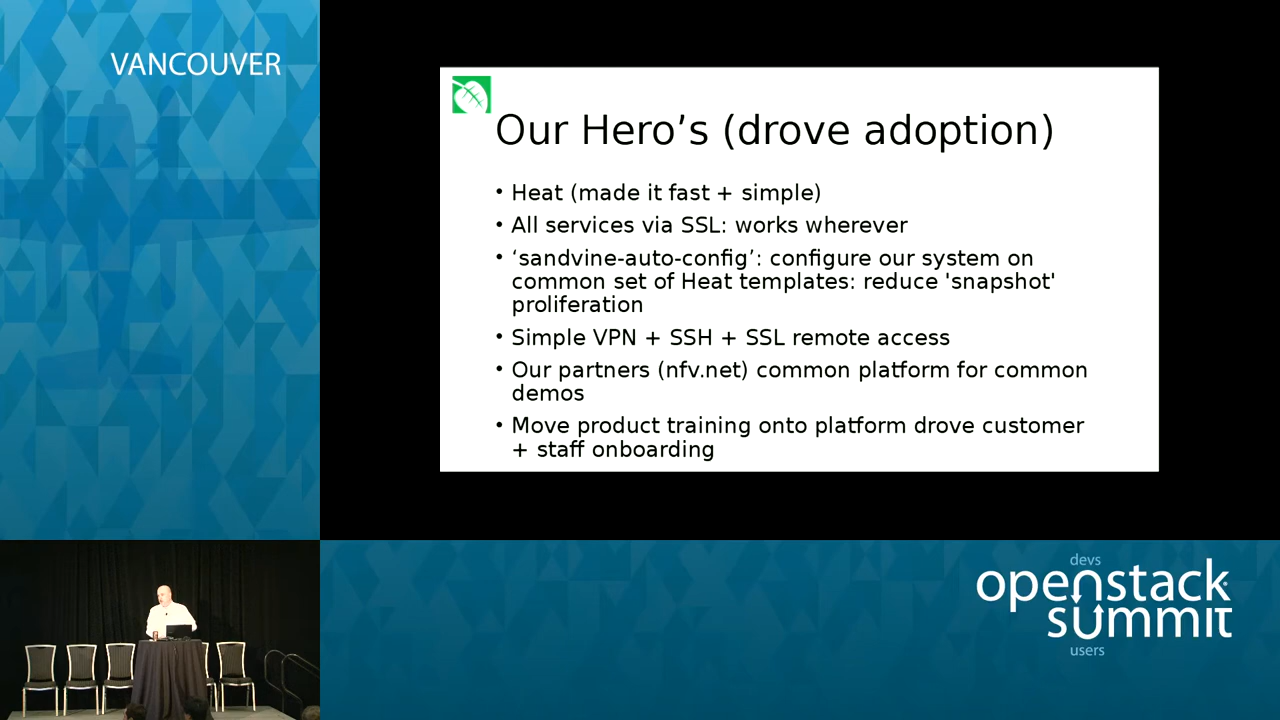 VANCOUVER
Our Hero’s (drove adoption)
• Heat (made it fast + simple)
• All services via SSL: works wherever
• ‘sandvine-auto-config’: configure our system on
common set of Heat templates: reduce 'snapshot'
proliferation
• Simple VPN + SSH + SSL remote access
• Our partners (nfv.net) common platform for common
demos
• Move product training onto platform drove customer
+ staff onboarding
devs
openstack
summit
users